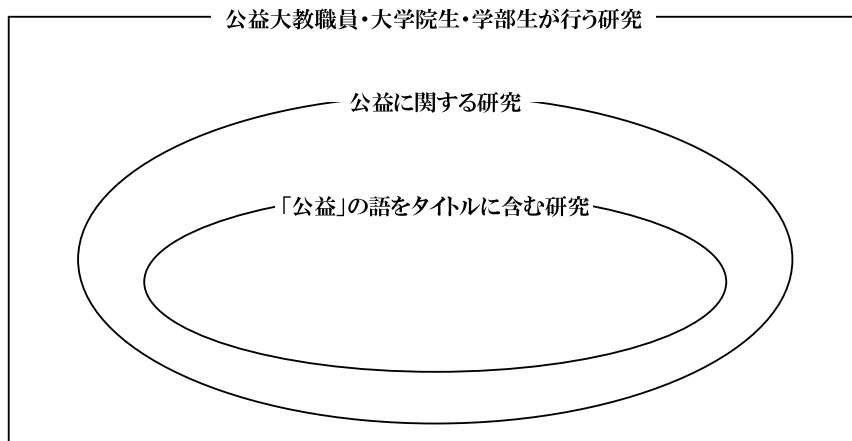 公益大教職員・大学院生・学部生が行う研究
公益に関する研究
「公益」の語をタイトルに含む研究